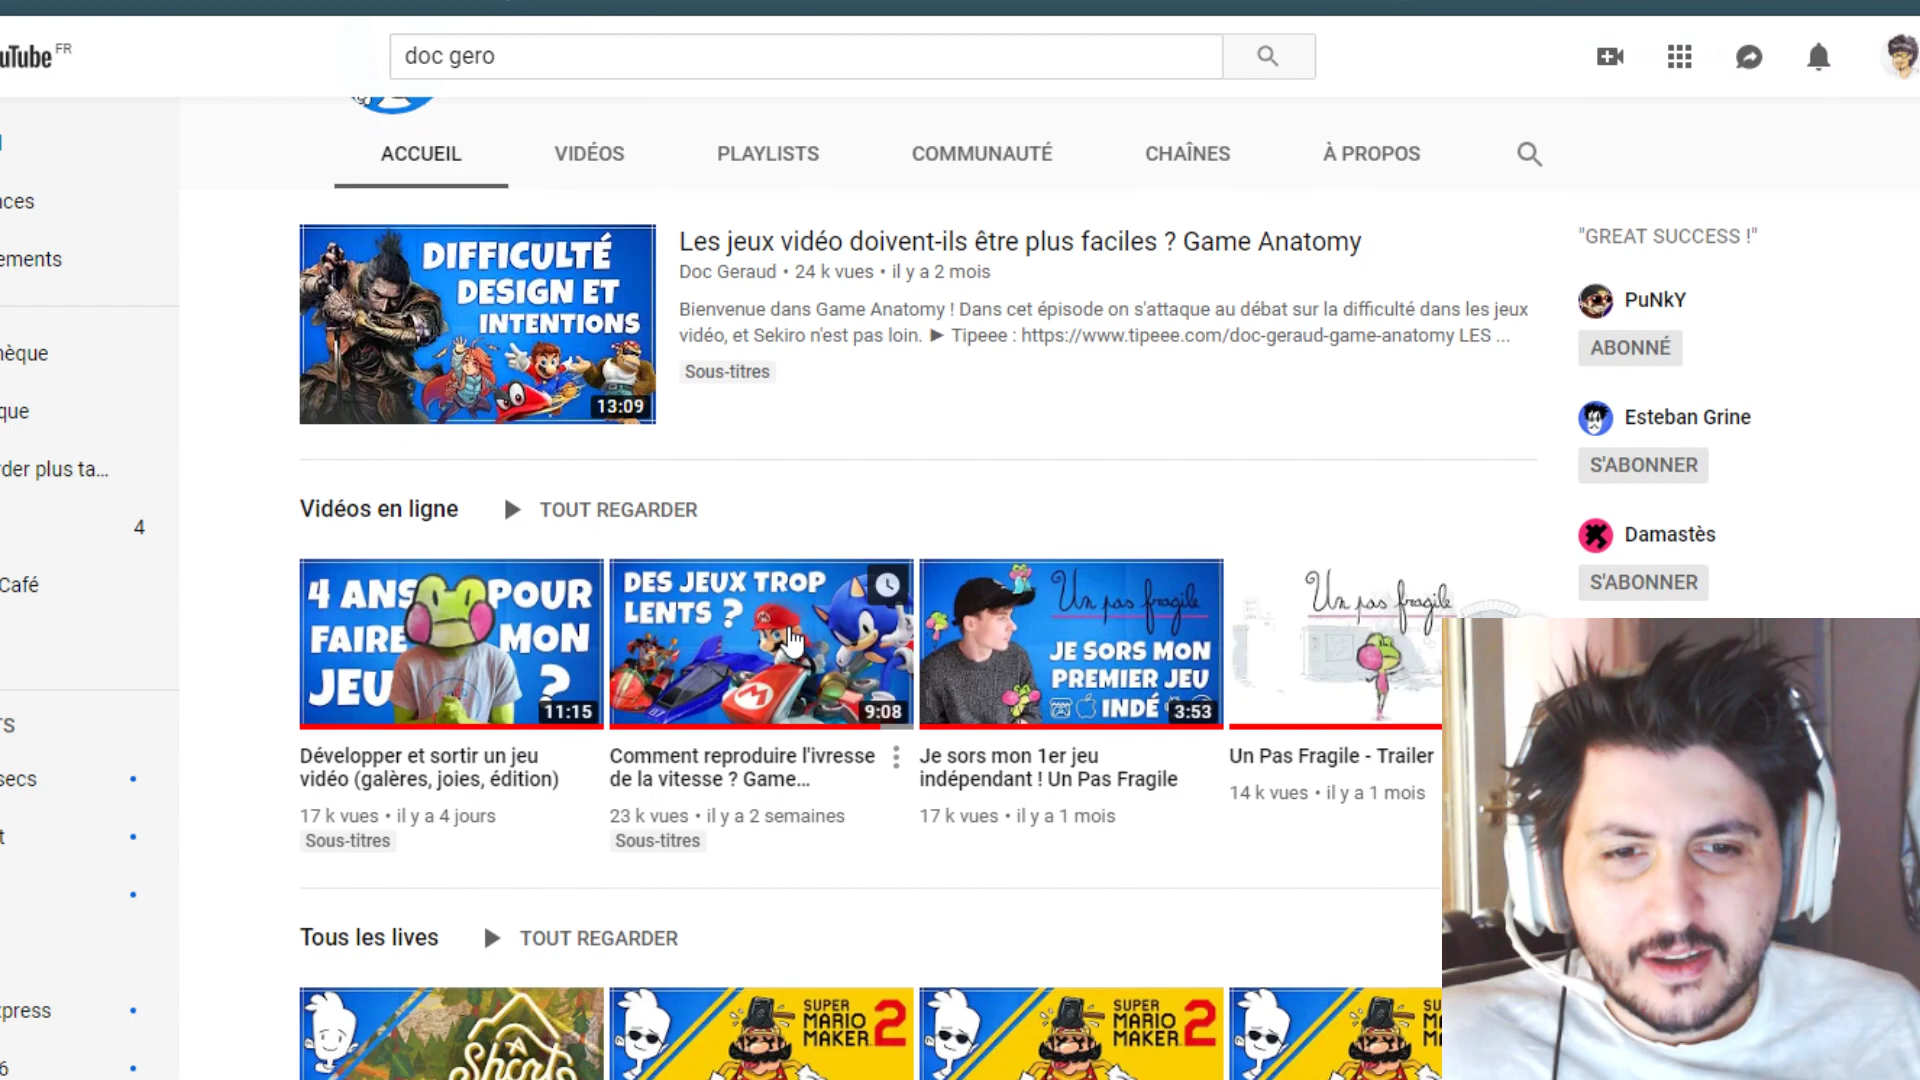 uTube FR
doc gero
ACCUEIL
VIDÉOS
PLAYLISTS
COMMUNAUTÉ
CHAÎNES
À PROPOS
nces
ements
hèque
que
rder plus ta...
4
Café
TS
secs
t
xpress
6
DIFFICULTÉ
DESIGN ET
INTENTIONS
13:09
Les jeux vidéo doivent-ils être plus faciles ? Game Anatomy
Doc Geraud • 24 k vues • il y a 2 mois
Bienvenue dans Game Anatomy ! Dans cet épisode on s'attaque au débat sur la difficulté dans les jeux
vidéo, et Sekiro n'est pas loin. ► Tipeee : https://www.tipeee.com/doc-geraud-game-anatomy LES ...
Sous-titres
"GREAT SUCCESS !"
PuNkY
ABONNÉ
Esteban Grine
S'ABONNER
Damastès
S'ABONNER
Vidéos en ligne
TOUT REGARDER
4 ANS POUR
FAIRE MON
JEU ?
11:15
Développer et sortir un jeu
vidéo (galères, joies, édition)
17 k vues • il y a 4 jours
Sous-titres
DES JEUX TROP
LENTS ?
9:08
Comment reproduire l'ivresse
de la vitesse ? Game...
23 k vues • il y a 2 semaines
Sous-titres
Un pas fragile
JE SORS MON
PREMIER JEU
INDÉ
3:53
Je sors mon 1er jeu
indépendant ! Un Pas Fragile
17 k vues • il y a 1 mois
Un pas fragile
Un Pas Fragile - Trailer
14 k vues • il y a 1 mois
Tous les lives
TOUT REGARDER
A
Short
SUPER
MARIO
MAKER 2
SUPER
MARIO
MAKER 2
SU
M
M